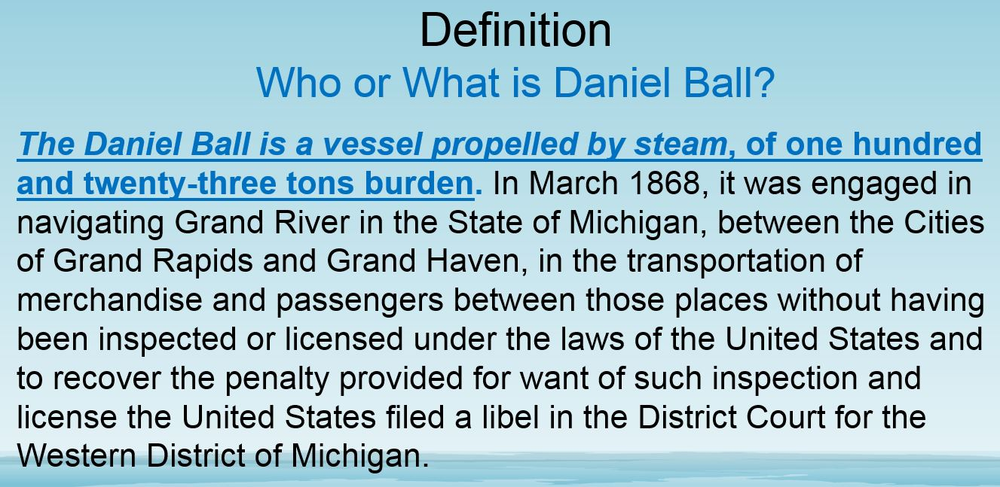 Definition
Who or What is Daniel Ball?
The Daniel Ball is a vessel propelled by steam, of one hundred
and twenty-three tons burden. In March 1868, it was engaged in
navigating Grand River in the State of Michigan, between the Cities
of Grand Rapids and Grand Haven, in the transportation of
merchandise and passengers between those places without having
been inspected or licensed under the laws of the United States and
to recover the penalty provided for want of such inspection and
license the United States filed a libel in the District Court for the
Western District of Michigan.